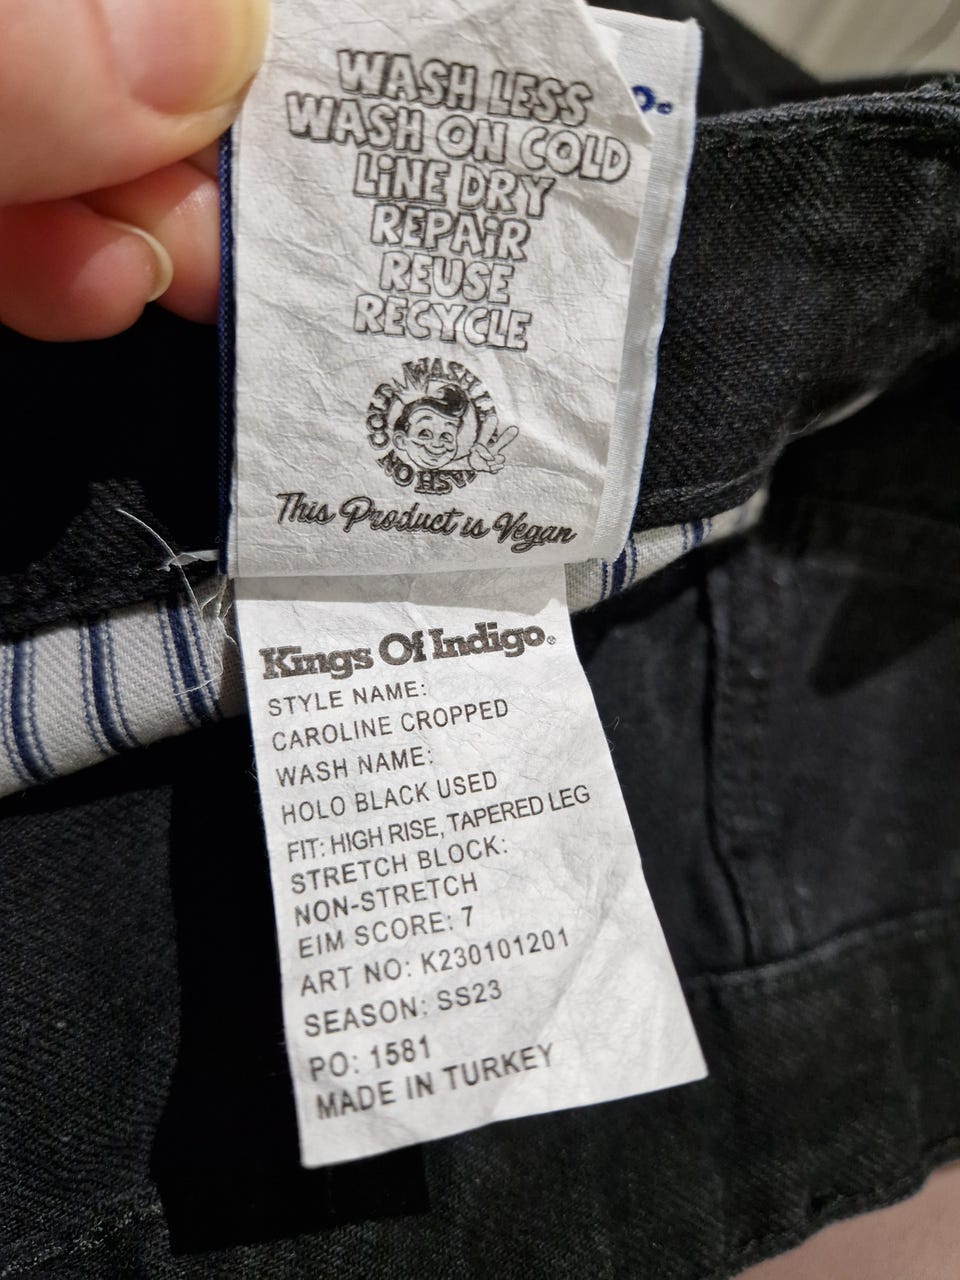 WASH LESS
WASH ON COLD
LiNE DRY
REPAiR
REUSE
RECYCLE
This Product is Vegan
Kings Of Indigo®
STYLE NAME:
CAROLINE CROPPED
WASH NAME:
HOLO BLACK USED
FIT: HIGH RISE, TAPERED LEG
STRETCH BLOCK:
NON-STRETCH
EIM SCORE: 7
ART NO: K230101201
SEASON: SS23
PO: 1581
MADE IN TURKEY